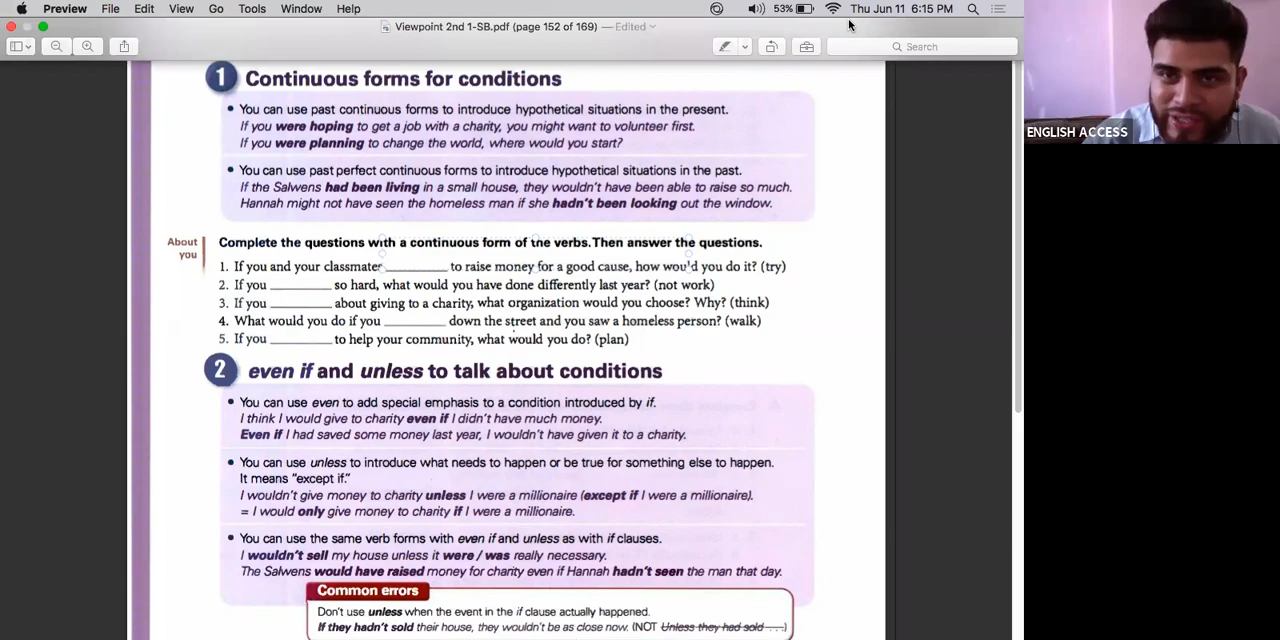 Preview File Edit View Go Tools Window Help 53% Thu Jun 11 6:15 PM
Viewpoint 2nd 1-SB.pdf (page 152 of 169) — Edited
Search
1 Continuous forms for conditions
• You can use past continuous forms to introduce hypothetical situations in the present.
If you were hoping to get a job with a charity, you might want to volunteer first.
If you were planning to change the world, where would you start?
• You can use past perfect continuous forms to introduce hypothetical situations in the past.
If the Salwens had been living in a small house, they wouldn't have been able to raise so much.
Hannah might not have seen the homeless man if she hadn't been looking out the window.
About you
Complete the questions with a continuous form of the verbs. Then answer the questions.
1. If you and your classmates __________ to raise money for a good cause, how would you do it? (try)
2. If you __________ so hard, what would you have done differently last year? (not work)
3. If you __________ about giving to a charity, what organization would you choose? Why? (think)
4. What would you do if you __________ down the street and you saw a homeless person? (walk)
5. If you __________ to help your community, what would you do? (plan)
2 even if and unless to talk about conditions
• You can use even to add special emphasis to a condition introduced by if.
I think I would give to charity even if I didn't have much money.
Even if I had saved some money last year, I wouldn't have given it to a charity.
• You can use unless to introduce what needs to happen or be true for something else to happen.
It means "except if."
I wouldn't give money to charity unless I were a millionaire (except if I were a millionaire).
= I would only give money to charity if I were a millionaire.
• You can use the same verb forms with even if and unless as with if clauses.
I wouldn't sell my house unless it were / was really necessary.
The Salwens would have raised money for charity even if Hannah hadn't seen the man that day.
Common errors
Don't use unless when the event in the if clause actually happened.
If they hadn't sold their house, they wouldn't be as close now. (NOT Unless they had sold . . .)
ENGLISH ACCESS